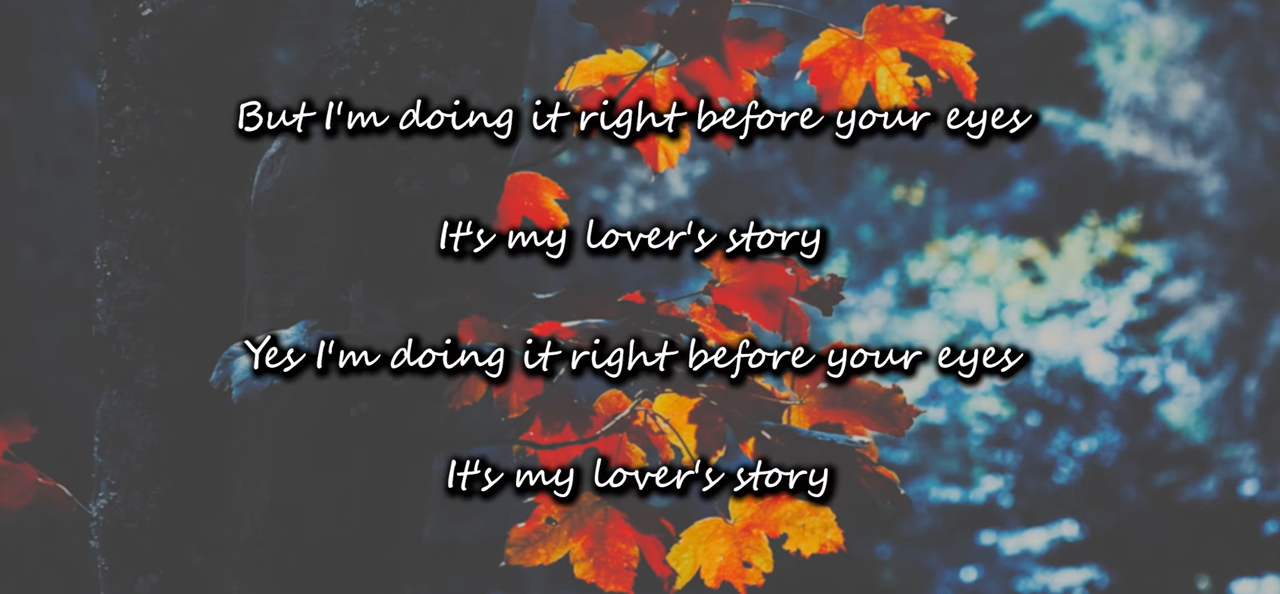 But I'm doing it right before your eyes
It's my lover's story
Yes I'm doing it right before your eyes
It's my lover's story